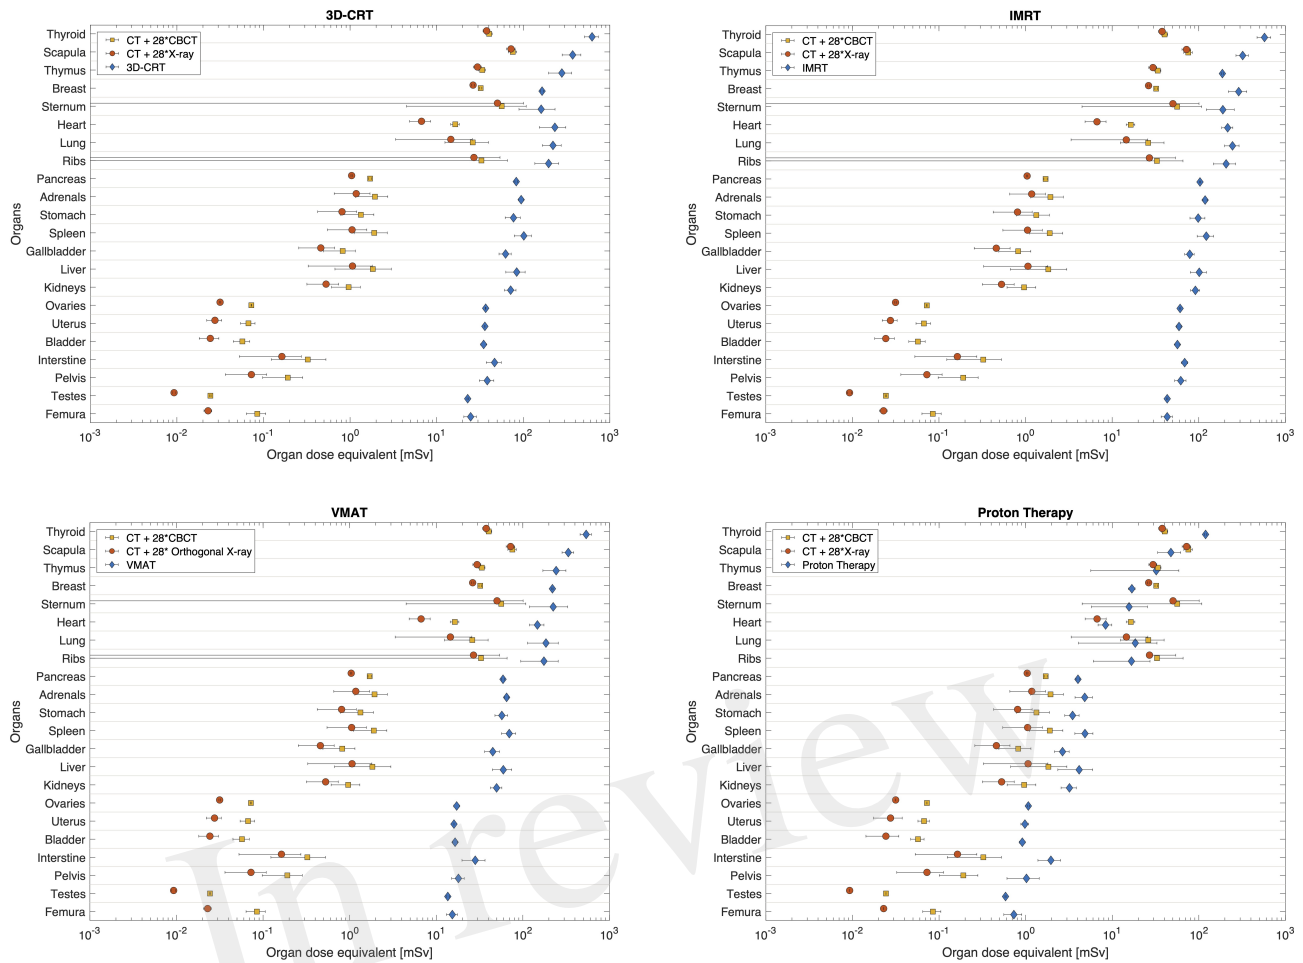 3D-CRT
Thyroid
Scapula
Thymus
Breast
Sternum
Heart
Lung
Ribs
Pancreas
Adrenals
Stomach
Spleen
Gallbladder
Liver
Kidneys
Ovaries
Uterus
Bladder
Interstine
Pelvis
Testes
Femura
Organs
CT + 28*CBCT
CT + 28*X-ray
3D-CRT
10^-3 10^-2 10^-1 10^0 10^1 10^2 10^3
Organ dose equivalent [mSv]
IMRT
Thyroid
Scapula
Thymus
Breast
Sternum
Heart
Lung
Ribs
Pancreas
Adrenals
Stomach
Spleen
Gallbladder
Liver
Kidneys
Ovaries
Uterus
Bladder
Interstine
Pelvis
Testes
Femura
Organs
CT + 28*CBCT
CT + 28*X-ray
IMRT
10^-3 10^-2 10^-1 10^0 10^1 10^2 10^3
Organ dose equivalent [mSv]
VMAT
Thyroid
Scapula
Thymus
Breast
Sternum
Heart
Lung
Ribs
Pancreas
Adrenals
Stomach
Spleen
Gallbladder
Liver
Kidneys
Ovaries
Uterus
Bladder
Interstine
Pelvis
Testes
Femura
Organs
CT + 28*CBCT
CT + 28* Orthogonal X-ray
VMAT
10^-3 10^-2 10^-1 10^0 10^1 10^2 10^3
Organ dose equivalent [mSv]
Proton Therapy
Thyroid
Scapula
Thymus
Breast
Sternum
Heart
Lung
Ribs
Pancreas
Adrenals
Stomach
Spleen
Gallbladder
Liver
Kidneys
Ovaries
Uterus
Bladder
Interstine
Pelvis
Testes
Femura
Organs
CT + 28*CBCT
CT + 28*X-ray
Proton Therapy
10^-3 10^-2 10^-1 10^0 10^1 10^2 10^3
Organ dose equivalent [mSv]
In review